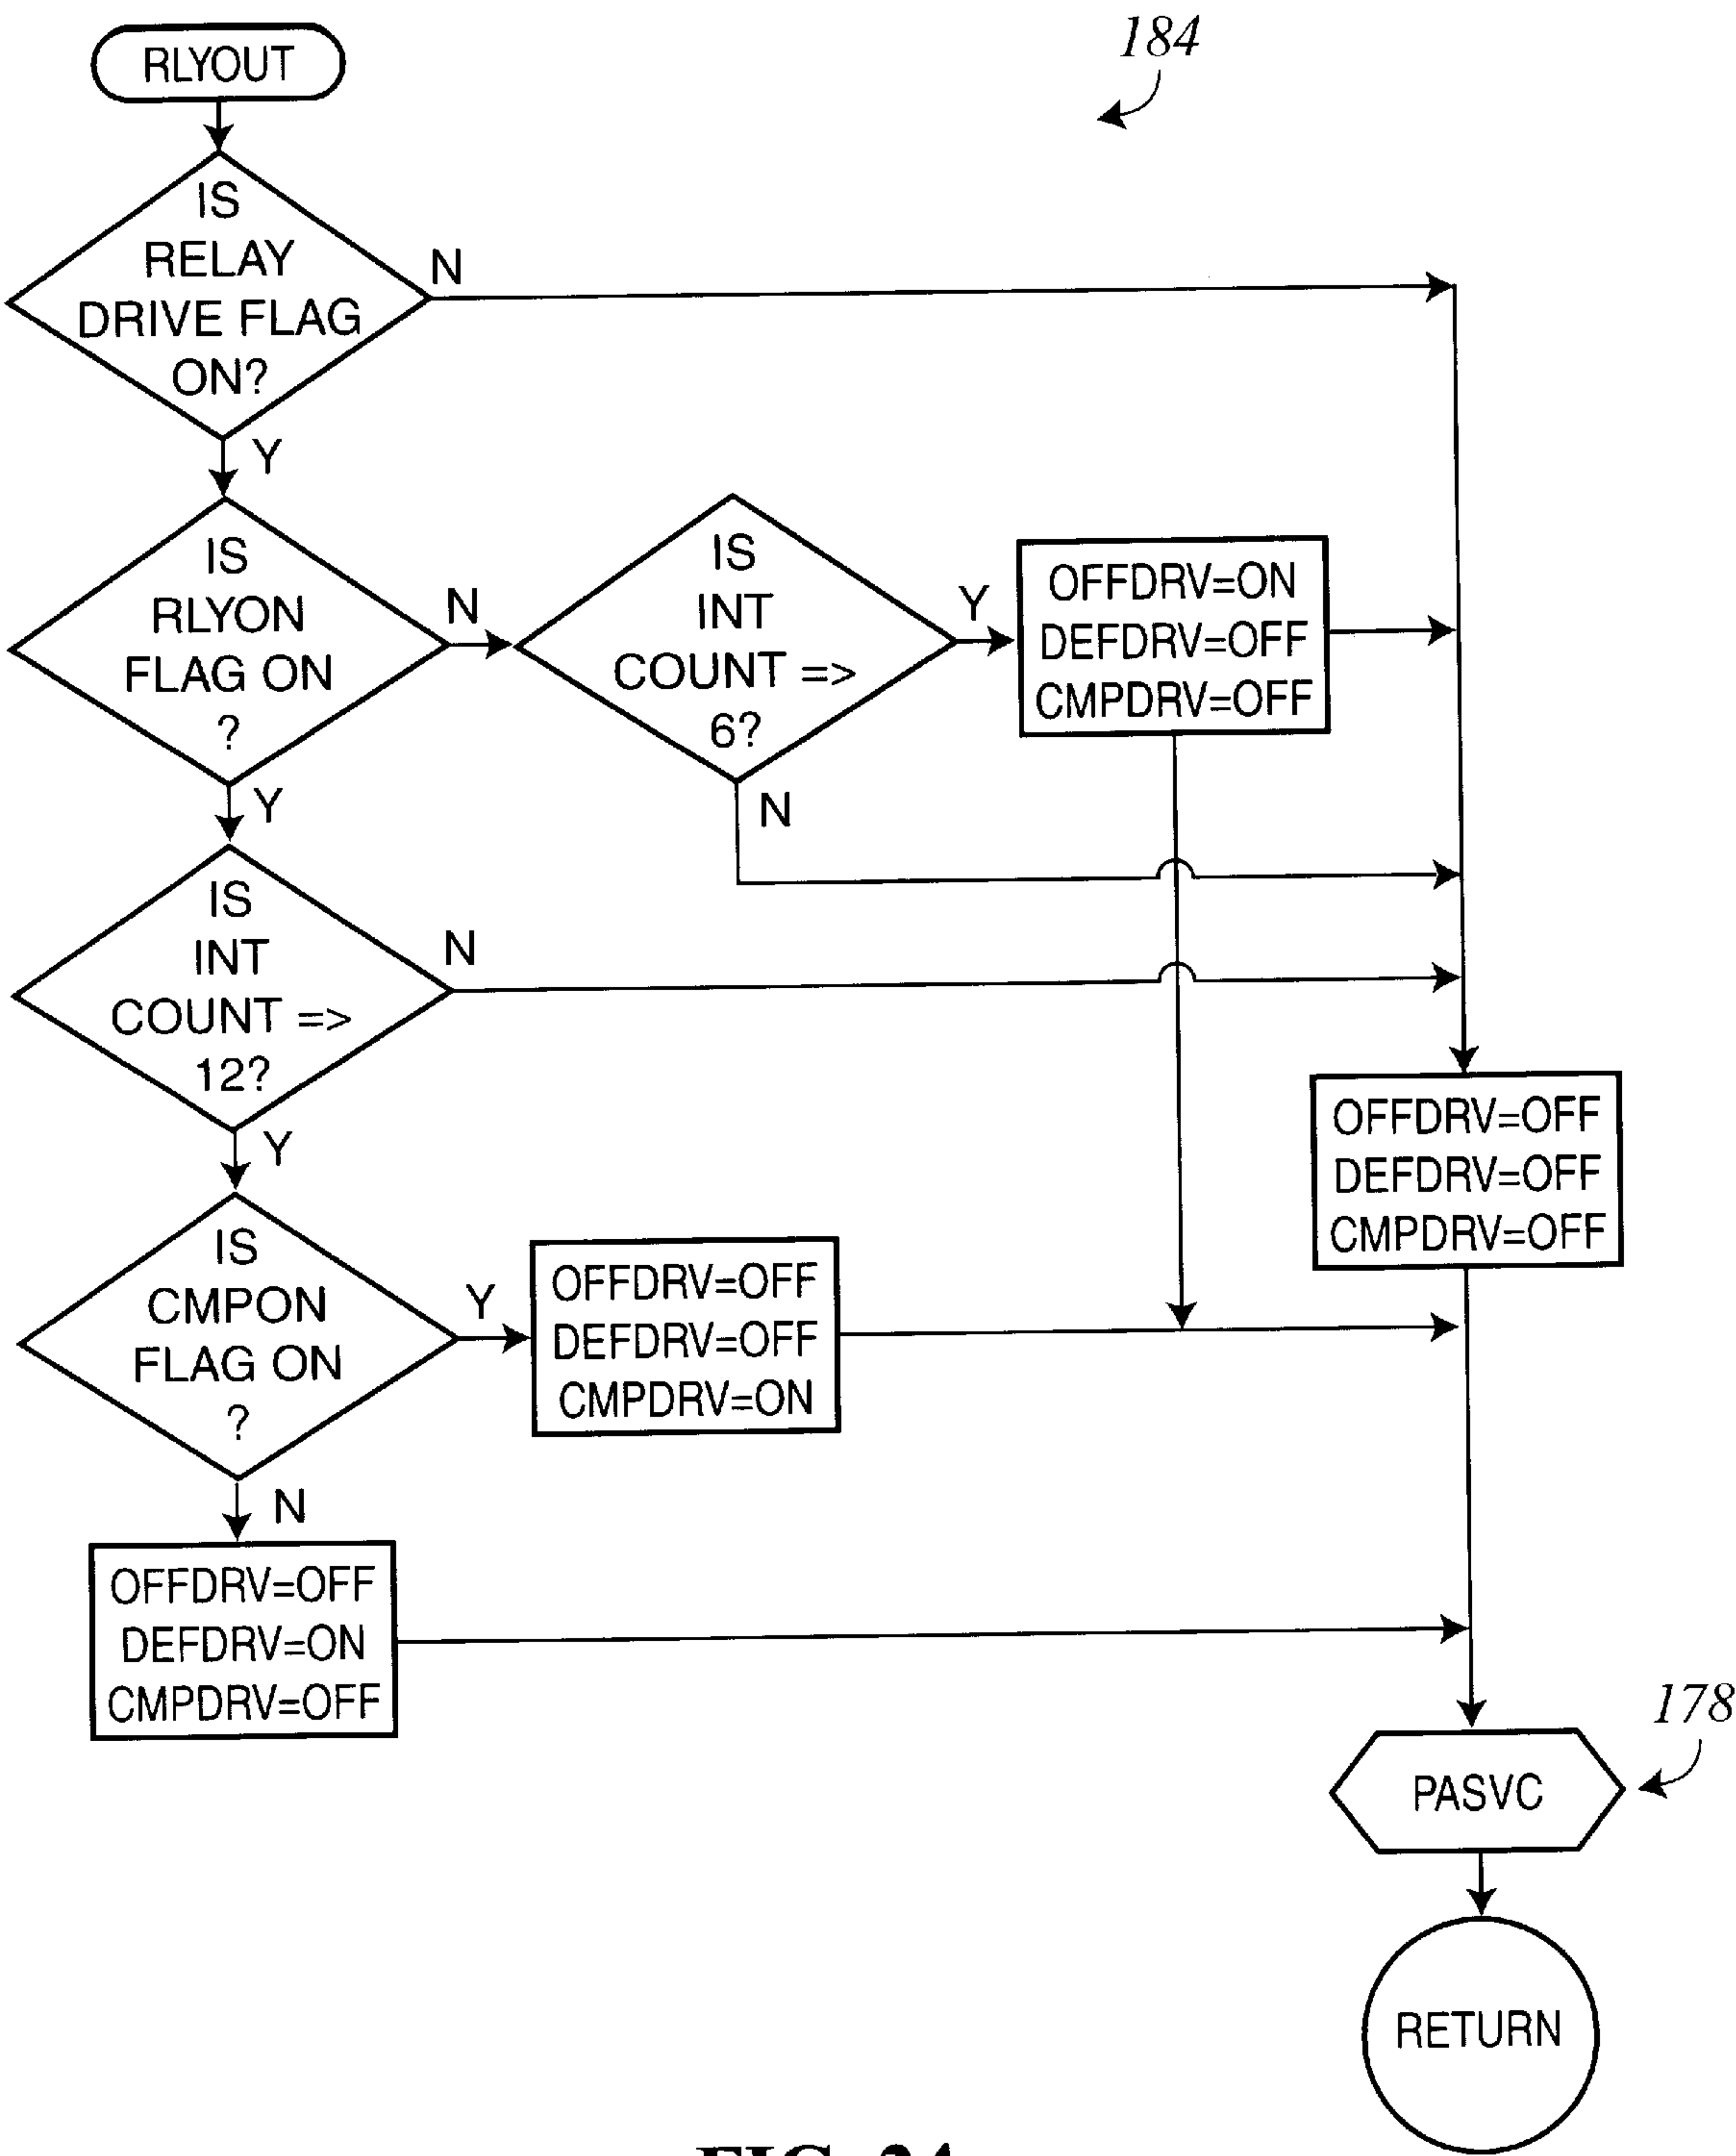 184
RLYOUT
IS
RELAY
DRIVE FLAG
ON?
N
Y
IS
RLYON
FLAG ON
?
N
Y
IS
INT
COUNT =>
6?
Y
N
OFFDRV=ON
DEFDRV=OFF
CMPDRV=OFF
IS
INT
COUNT =>
12?
N
Y
OFFDRV=OFF
DEFDRV=OFF
CMPDRV=OFF
IS
CMPON
FLAG ON
?
Y
N
OFFDRV=OFF
DEFDRV=OFF
CMPDRV=ON
OFFDRV=OFF
DEFDRV=ON
CMPDRV=OFF
178
PASVC
RETURN